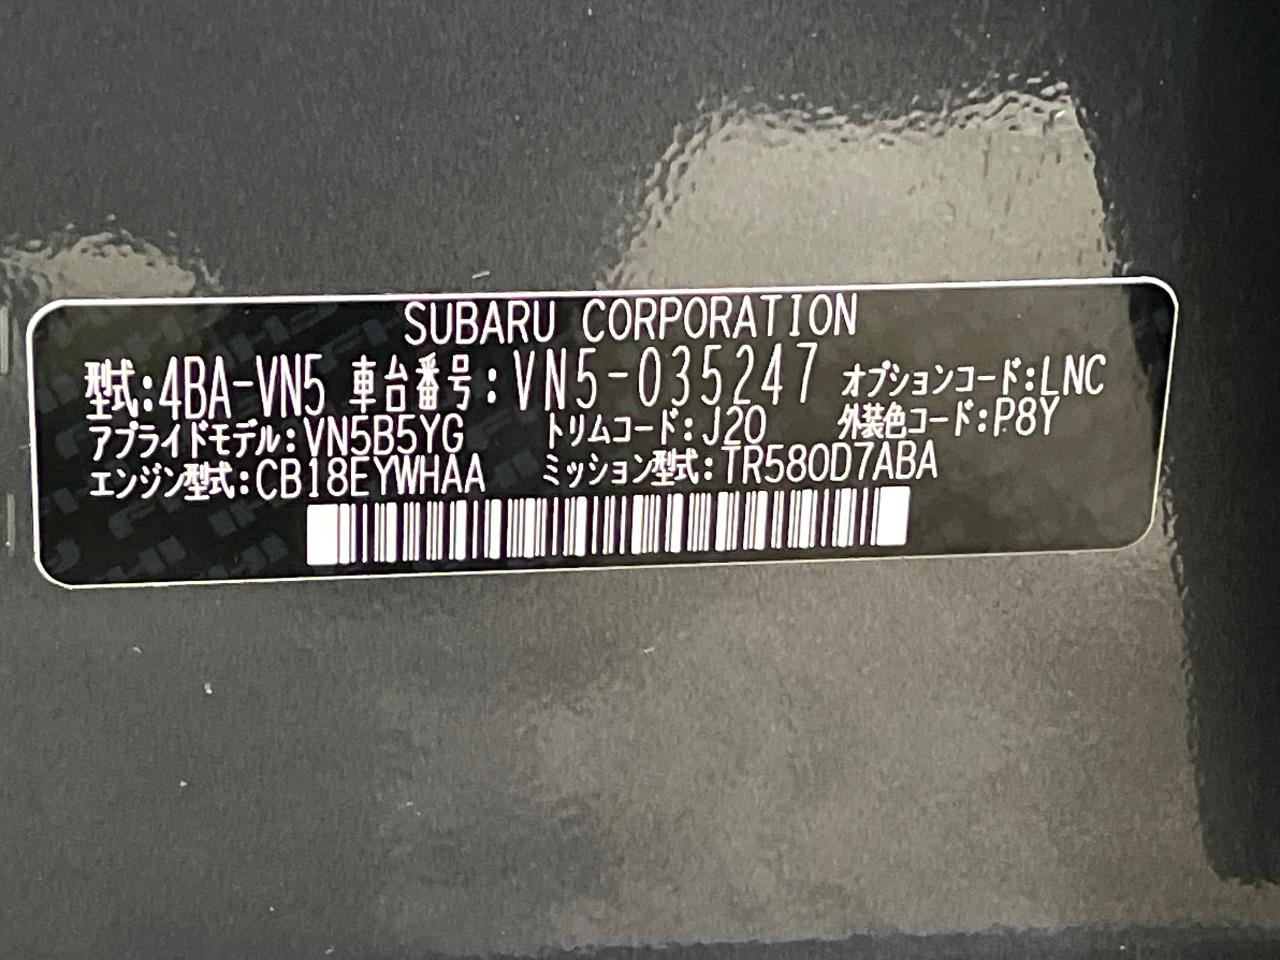 SUBARU CORPORATION
型式:4BA-VN5 車台番号:VN5-035247 オプションコード:LNC
アプライドモデル:VN5B5YG トリムコード:J20 外装色コード:P8Y
エンジン型式:CB18EYWHAA ミッション型式:TR580D7ABA